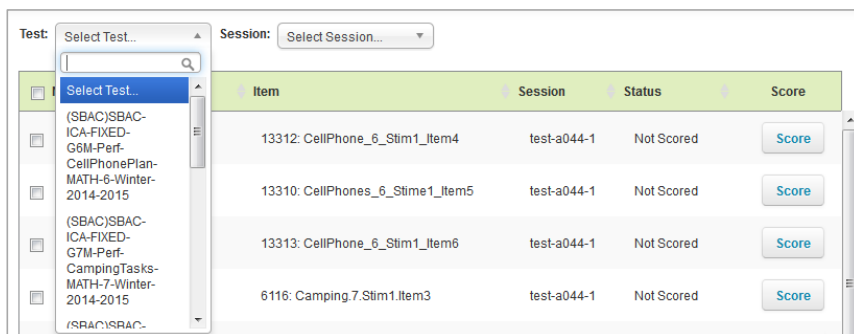 Test: Select Test... Session: Select Session...
Select Test...
Item Session Status Score
(SBAC)SBAC-
ICA-FIXED-
G6M-Perf-
CellPhonePlan-
MATH-6-Winter-
2014-2015
13312: CellPhone_6_Stim1_Item4 test-a044-1 Not Scored Score
13310: CellPhones_6_Stime1_Item5 test-a044-1 Not Scored Score
(SBAC)SBAC-
ICA-FIXED-
G7M-Perf-
CampingTasks-
MATH-7-Winter-
2014-2015
13313: CellPhone_6_Stim1_Item6 test-a044-1 Not Scored Score
6116: Camping.7.Stim1.Item3 test-a044-1 Not Scored Score
(SBAC)SBAC-